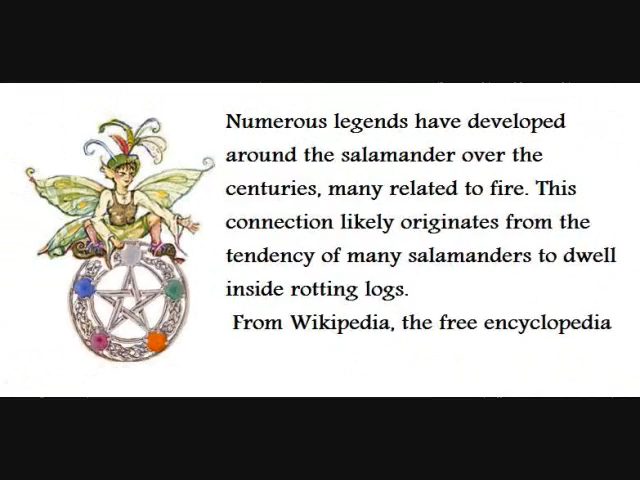 Numerous legends have developed
around the salamander over the
centuries, many related to fire. This
connection likely originates from the
tendency of many salamanders to dwell
inside rotting logs.
From Wikipedia, the free encyclopedia